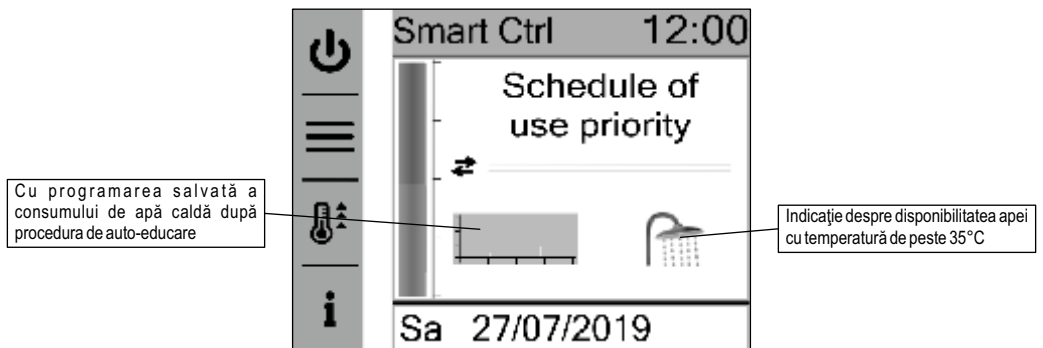 Smart Ctrl 12:00
Schedule of
use priority
Cu programarea salvată a
consumului de apă caldă după
procedura de auto-educare
Indicaţie despre disponibilitatea apei
cu temperatură de peste 35°C
i
Sa 27/07/2019